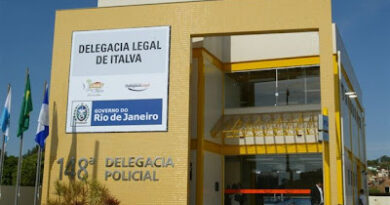 DELEGACIA LEGAL
DE ITALVA
GOVERNO DO
Rio de Janeiro
148ª DELEGACIA
POLICIAL